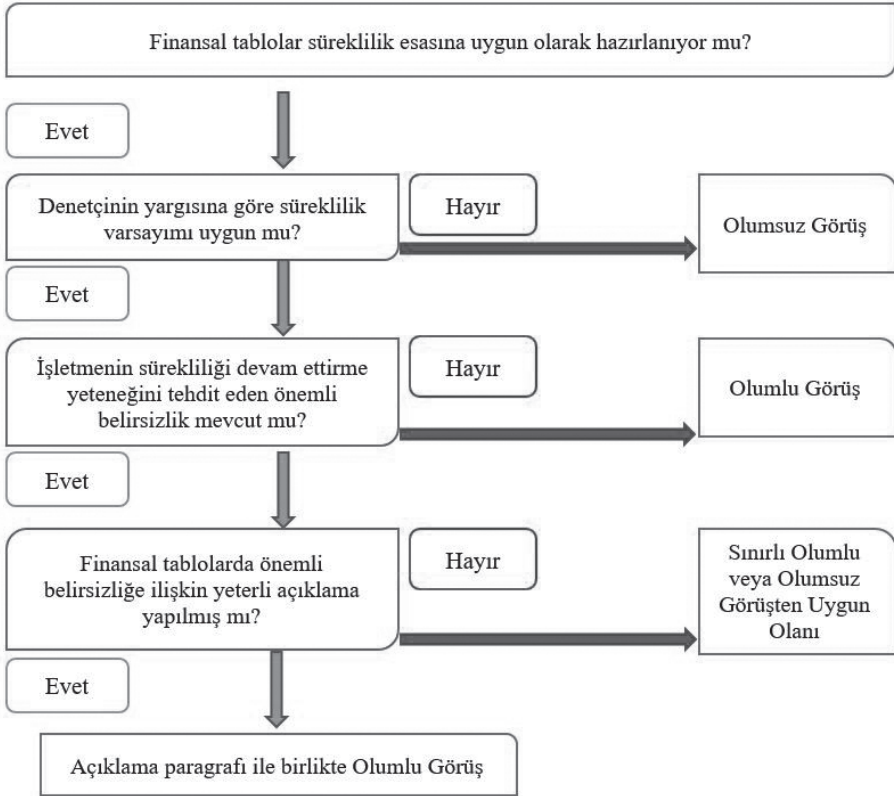 Finansal tablolar süreklilik esasına uygun olarak hazırlanıyor mu?
Evet
Denetçinin yargısına göre süreklilik
varsayımı uygun mu?
Hayır
Olumsuz Görüş
Evet
İşletmenin sürekliliği devam ettirme
yeteneğini tehdit eden önemli
belirsizlik mevcut mu?
Hayır
Olumlu Görüş
Evet
Finansal tablolarda önemli
belirsizliğe ilişkin yeterli açıklama
yapılmış mı?
Hayır
Sınırlı Olumlu
veya Olumsuz
Görüşten Uygun
Olanı
Evet
Açıklama paragrafı ile birlikte Olumlu Görüş